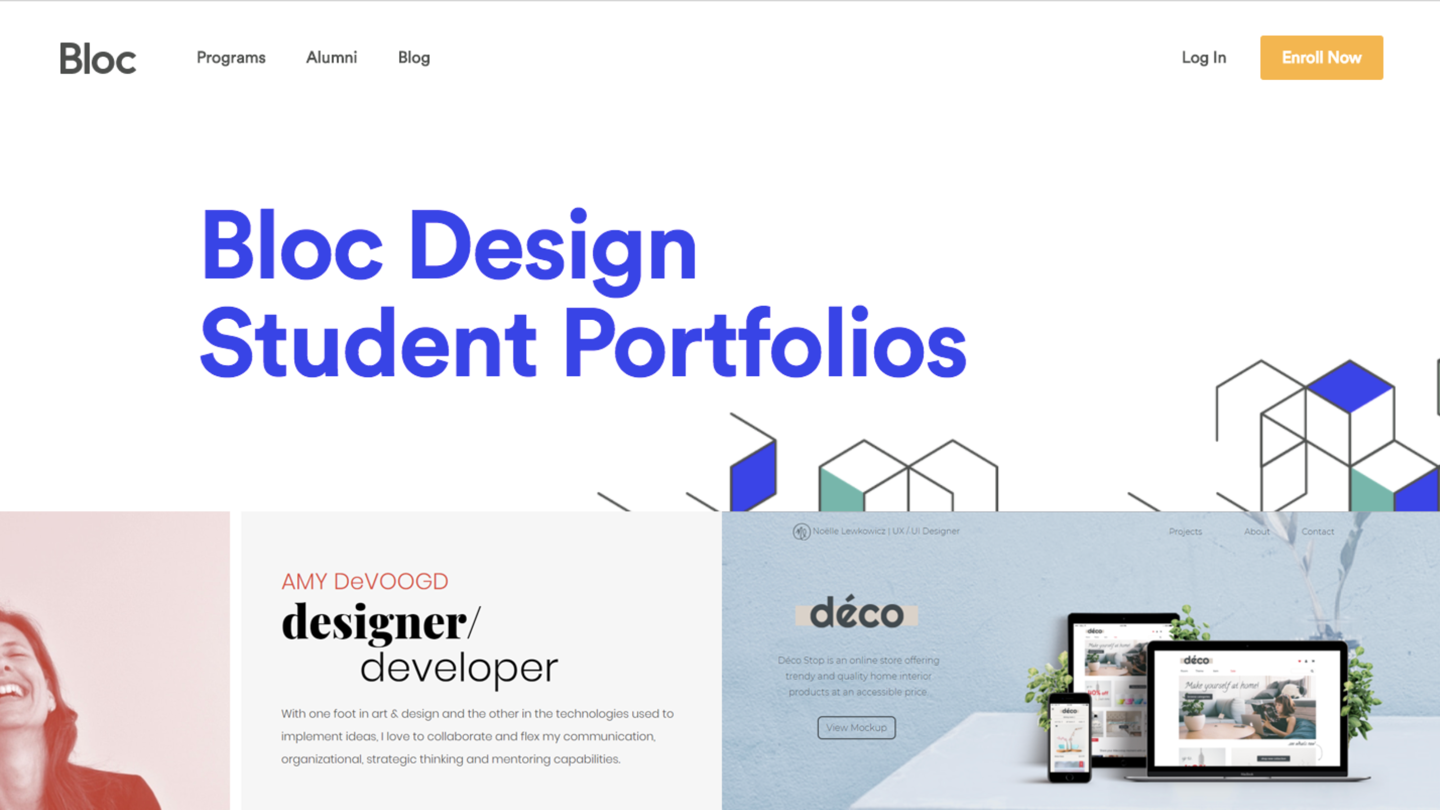 Bloc Programs Alumni Blog Log In Enroll Now
Bloc Design
Student Portfolios
AMY DeVOOGD
designer/
developer
With one foot in art & design and the other in the technologies used to
implement ideas, I love to collaborate and flex my communication,
organizational, strategic thinking and mentoring capabilities.
Noëlle Lewkowicz | UX / UI Designer Projects About Contact
déco
Déco Stop is an online store offering
trendy and quality home interior
products at an accessible price
View Mockup
déco
Make yourself at home!
déco
déco
Make yourself at home!